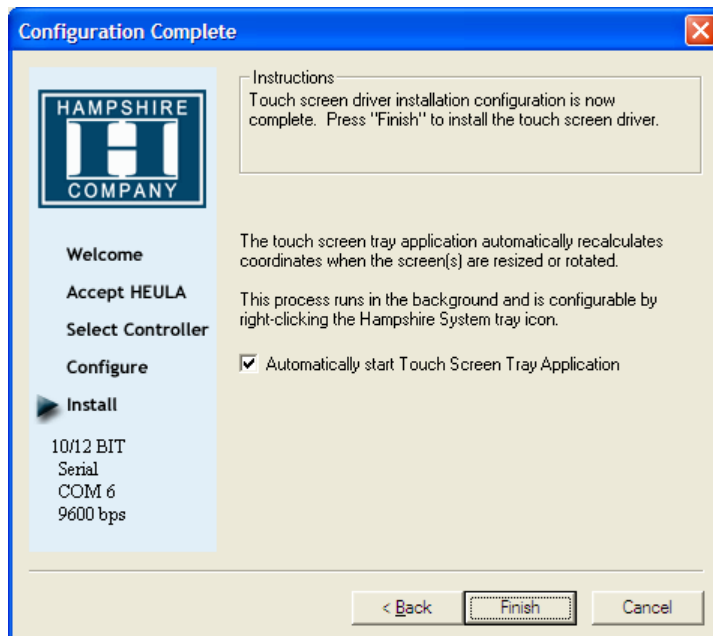 Configuration Complete
HAMPSHIRE
H
COMPANY
Welcome
Accept HEULA
Select Controller
Configure
Install
10/12 BIT
Serial
COM 6
9600 bps
Instructions
Touch screen driver installation configuration is now
complete.  Press "Finish" to install the touch screen driver.
The touch screen tray application automatically recalculates
coordinates when the screen(s) are resized or rotated.
This process runs in the background and is configurable by
right-clicking the Hampshire System tray icon.
Automatically start Touch Screen Tray Application
< Back
Finish
Cancel